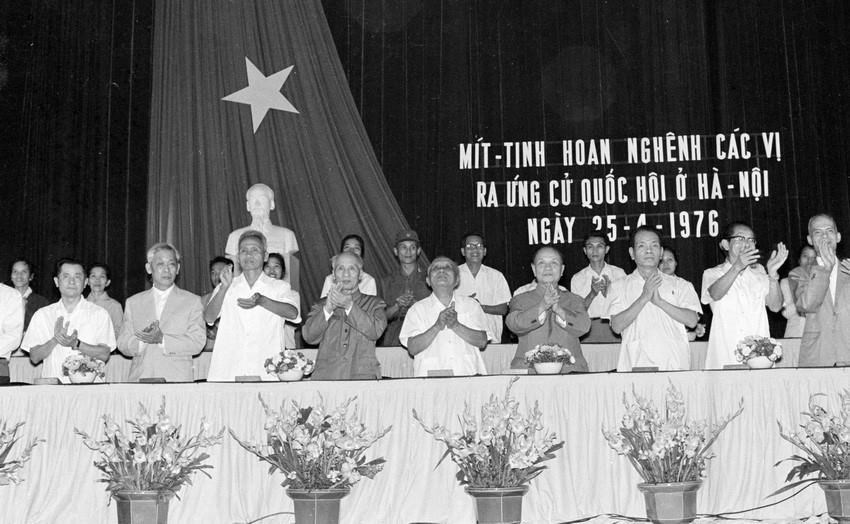 MÍT-TINH HOAN NGHÊNH CÁC VỊ
RA ỨNG CỬ QUỐC HỘI Ở HÀ-NỘI
NGÀY 25-4-1976